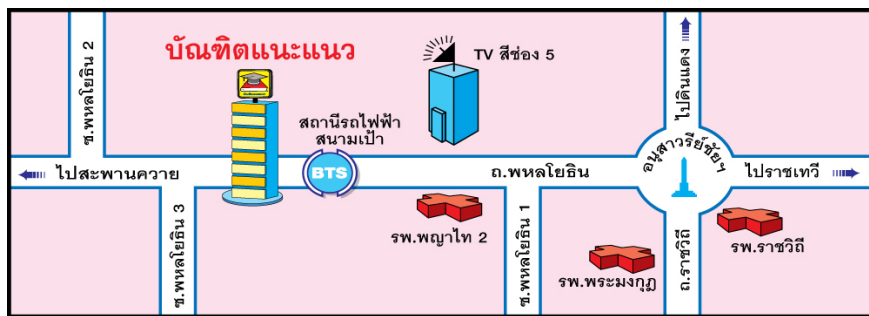 บัณฑิตแนะแนว
TV สีช่อง 5
ซ.พหลโยธิน 2
สถานีรถไฟฟ้า
สนามเป้า
BTS
ไปดินแดง
อนุสาวรีย์ชัยฯ
ไปสะพานควาย
ถ.พหลโยธิน
ไปราชเทวี
ซ.พหลโยธิน 3
รพ.พญาไท 2
ซ.พหลโยธิน 1
รพ.พระมงกุฎ
ถ.ราชวิถี
รพ.ราชวิถี